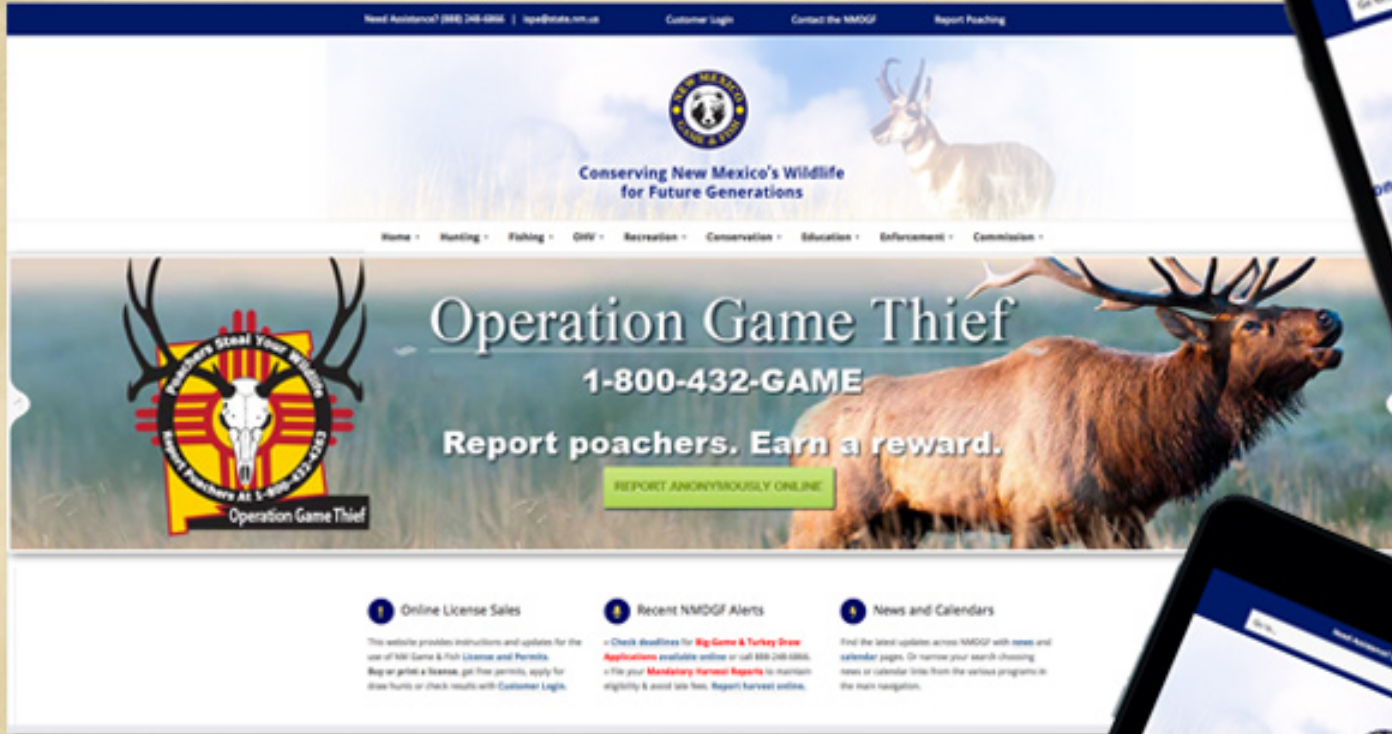 Need Assistance? (888) 248-6866 | ispa@state.nm.us Customer Login Contact the NMDGF Report Poaching
NEW MEXICO
GAME & FISH
Conserving New Mexico's Wildlife
for Future Generations
Home Hunting Fishing OHV Recreation Conservation Education Enforcement Commission
Poachers Steal Your Wildlife
Report Poachers At 1-800-432-4263
Operation Game Thief
Operation Game Thief
1-800-432-GAME
Report poachers. Earn a reward.
REPORT ANONYMOUSLY ONLINE
Online License Sales
This website provides instructions and updates for the
use of NM Game & Fish License and Permits.
Buy or print a license, get free permits, apply for
draw hunts or check results with Customer Login.
Recent NMDGF Alerts
» Check deadlines for Big-Game & Turkey Draw
Applications available online or call 888-248-6866.
» File your Mandatory Harvest Reports to maintain
eligibility & avoid late fees. Report harvest online.
News and Calendars
Find the latest updates across NMDGF with news and
calendar pages. Or narrow your search choosing
news or calendar links from the various programs in
the main navigation.
Need Assistance?